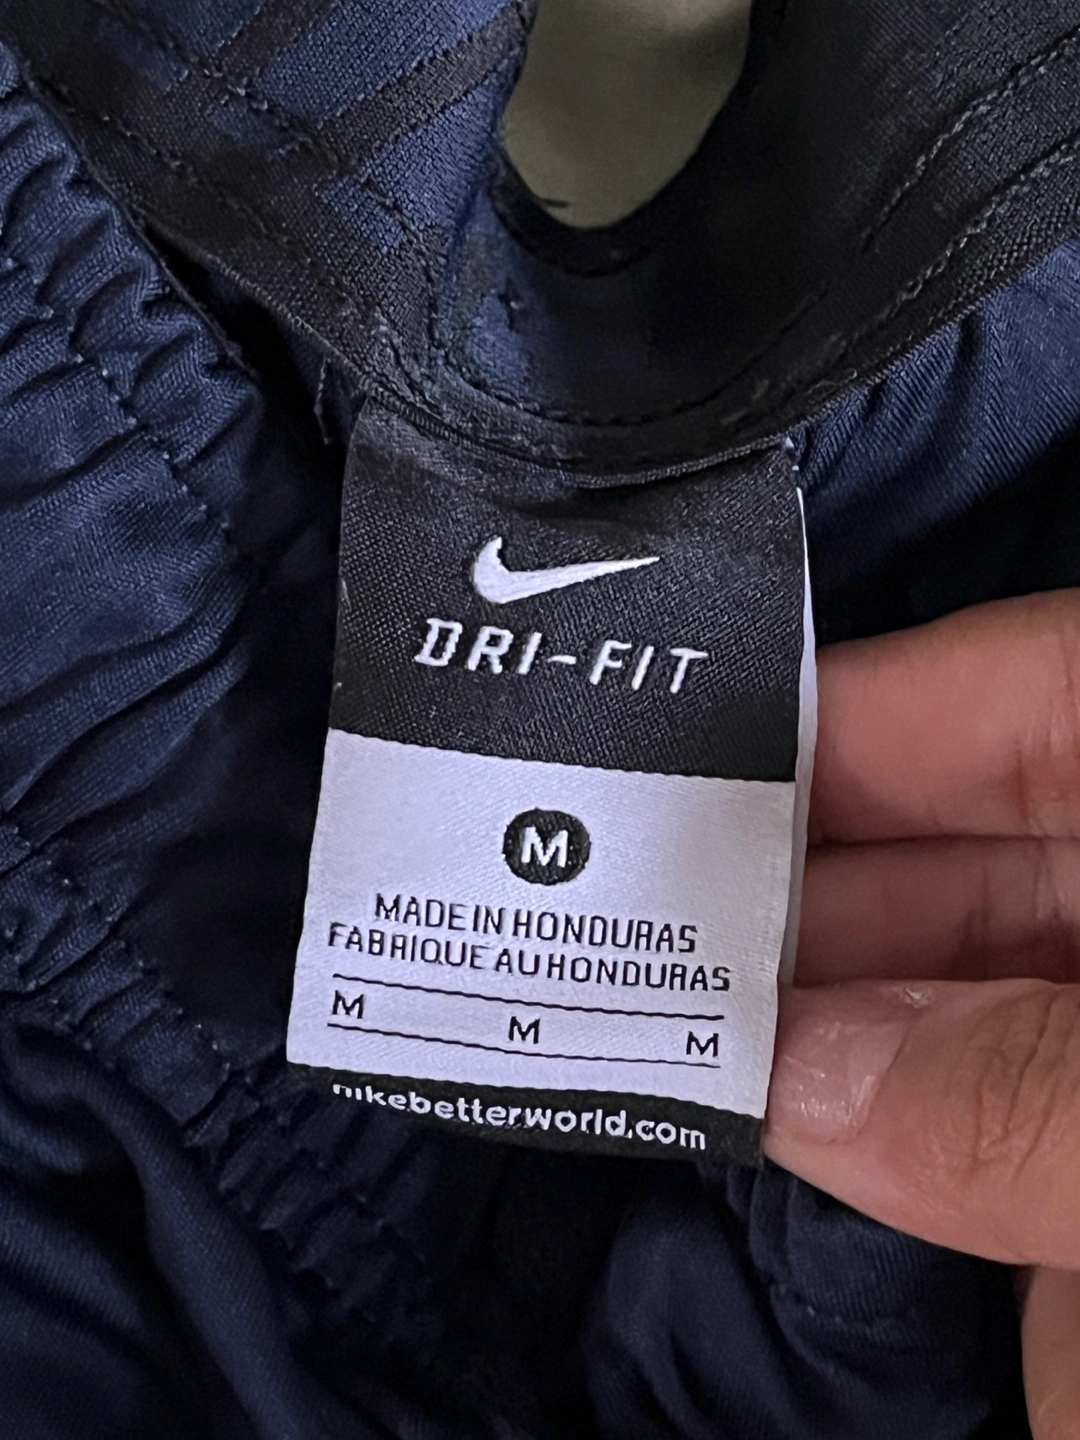 DRI-FIT
M
MADE IN HONDURAS
FABRIQUE AU HONDURAS
M M M
nikebetterworld.com